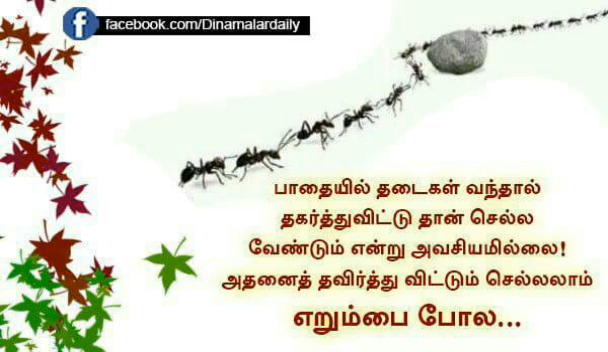 facebook.com/Dinamalardaily
பாதையில் தடைகள் வந்தால்
தகர்த்துவிட்டு தான் செல்ல
வேண்டும் என்று அவசியமில்லை!
அதனைத் தவிர்த்து விட்டும் செல்லலாம்
எறும்பை போல...